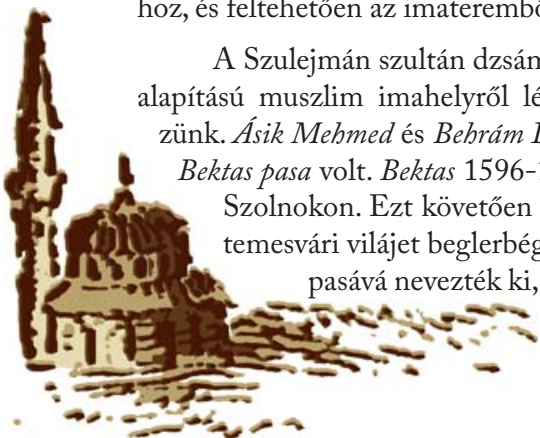 hoz, és feltehetően az imateremb
A Szulejmán szultán dzsám
alapítású muszlim imahelyről lé
zünk. Ásik Mehmed és Behrám
Bektas pasa volt. Bektas 1596-
Szolnokon. Ezt követően
temesvári vilájet beglerbég
pasává nevezték ki,